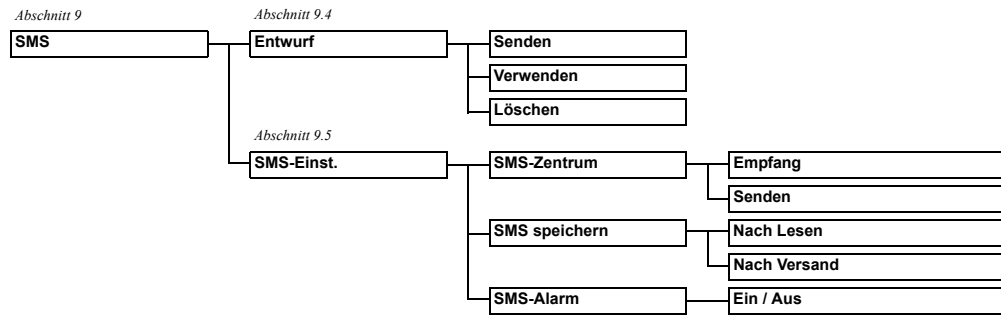 Abschnitt 9
Abschnitt 9.4
SMS
Entwurf
Senden
Verwenden
Löschen
Abschnitt 9.5
SMS-Einst.
SMS-Zentrum
Empfang
Senden
SMS speichern
Nach Lesen
Nach Versand
SMS-Alarm
Ein / Aus